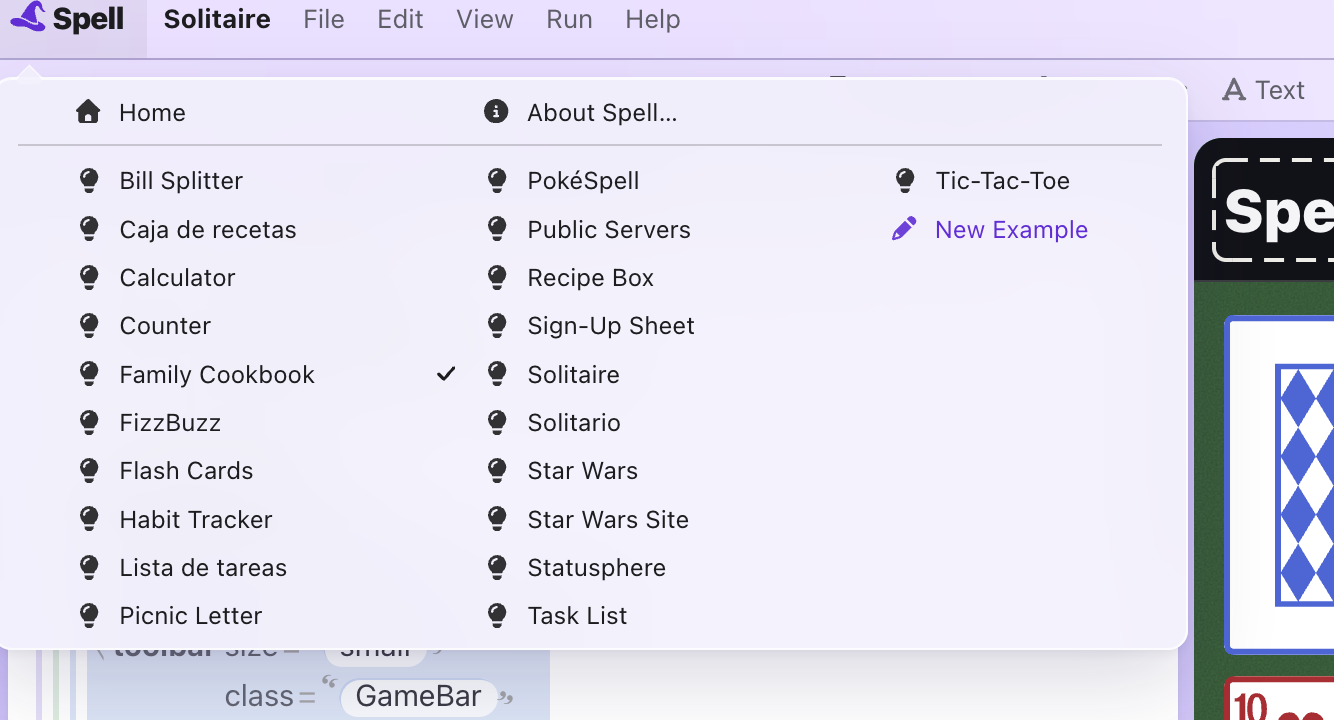 Spell Solitaire File Edit View Run Help
Text
Home
About Spell...
Bill Splitter
Caja de recetas
Calculator
Counter
Family Cookbook
FizzBuzz
Flash Cards
Habit Tracker
Lista de tareas
Picnic Letter
PokéSpell
Public Servers
Recipe Box
Sign-Up Sheet
✓ Solitaire
Solitario
Star Wars
Star Wars Site
Statusphere
Task List
Tic-Tac-Toe
New Example
toolbar size= small”
class=“GameBar”
Spe
10